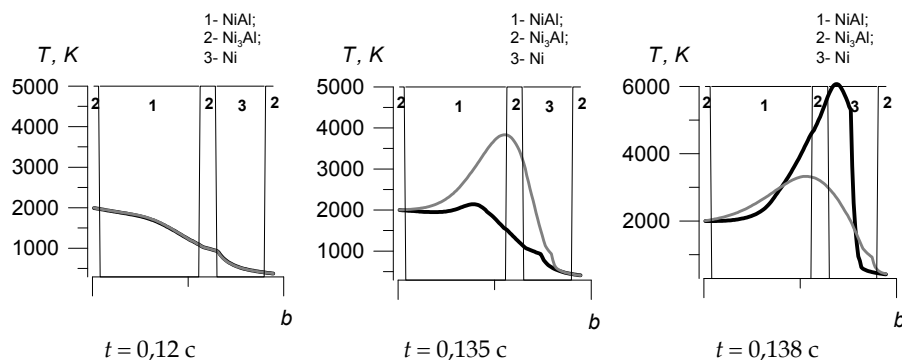 1- NiAl;
2- Ni₃Al;
3- Ni
T, K
5000
4000
3000
2000
1000
2 1 2 3 2
b
t = 0,12 c
1- NiAl;
2- Ni₃Al;
3- Ni
T, K
5000
4000
3000
2000
1000
2 1 2 3 2
b
t = 0,135 c
1- NiAl;
2- Ni₃Al;
3- Ni
T, K
6000
4000
2000
2 1 2 3 2
b
t = 0,138 c